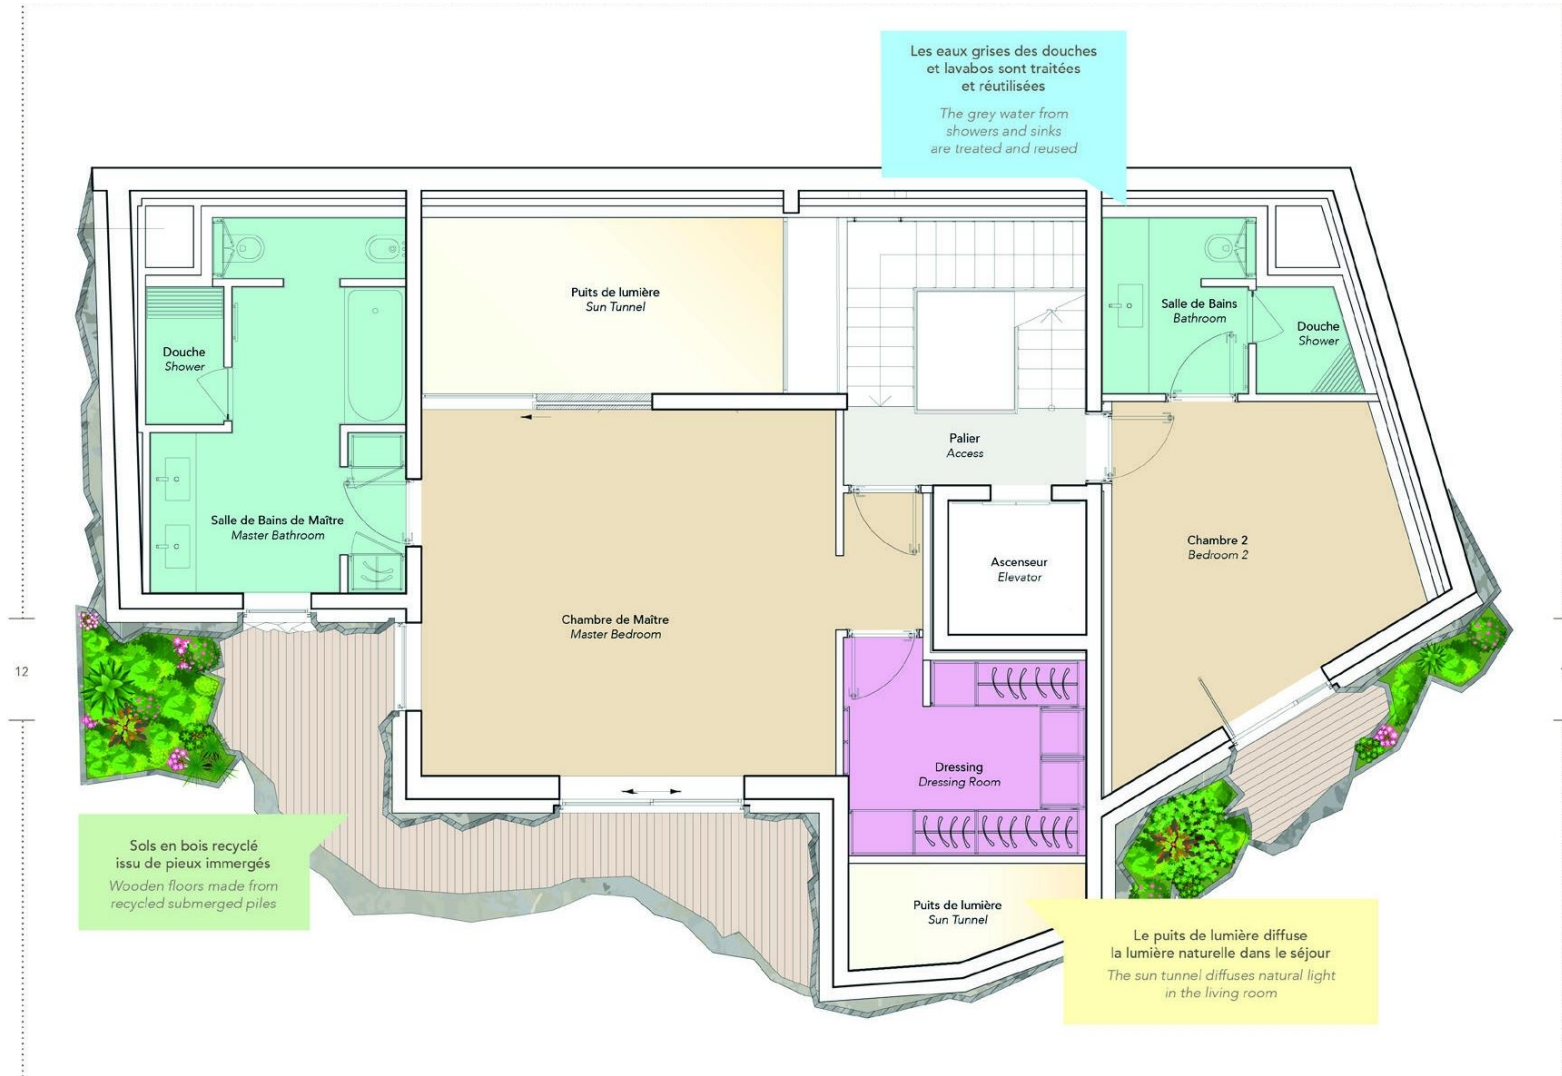 Les eaux grises des douches
et lavabos sont traitées
et réutilisées
The grey water from
showers and sinks
are treated and reused
Puits de lumière
Sun Tunnel
Salle de Bains
Bathroom
Douche
Shower
Douche
Shower
Palier
Access
Salle de Bains de Maître
Master Bathroom
Chambre 2
Bedroom 2
Ascenseur
Elevator
Chambre de Maître
Master Bedroom
12
Dressing
Dressing Room
Sols en bois recyclé
issu de pieux immergés
Wooden floors made from
recycled submerged piles
Puits de lumière
Sun Tunnel
Le puits de lumière diffuse
la lumière naturelle dans le séjour
The sun tunnel diffuses natural light
in the living room